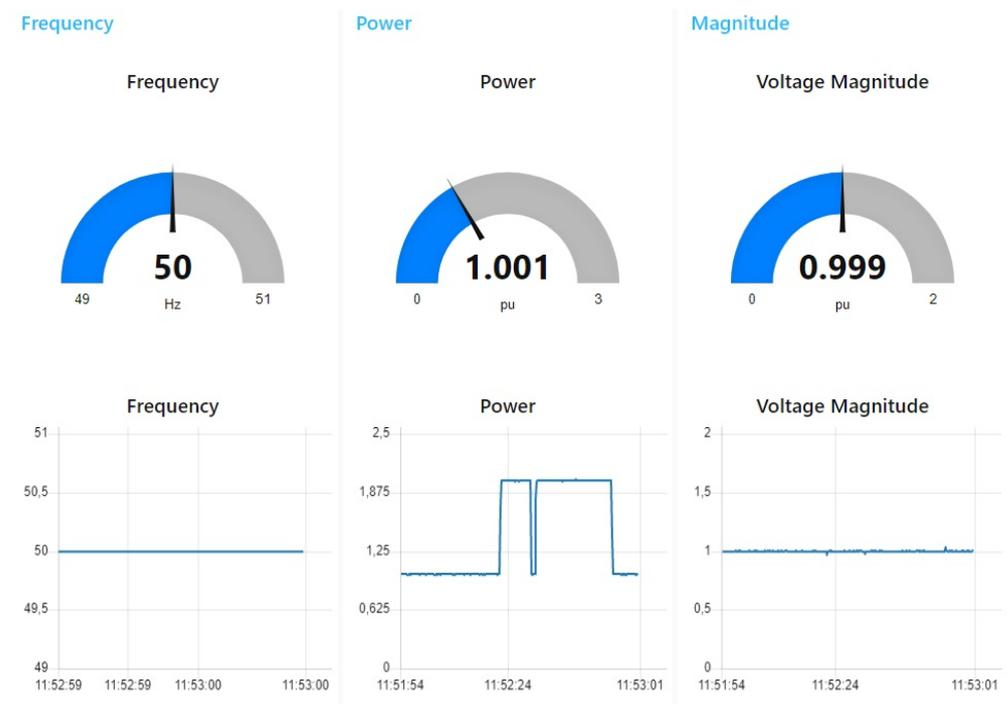 Frequency
Frequency
50
49
51
Hz
Frequency
51
50,5
50
49,5
49
11:52:59
11:52:59
11:53:00
11:53:00
Power
Power
1.001
0
3
pu
Power
2,5
1,875
1,25
0,625
0
11:51:54
11:52:24
11:53:01
Magnitude
Voltage Magnitude
0.999
0
2
pu
Voltage Magnitude
2
1,5
1
0,5
0
11:51:54
11:52:24
11:53:01